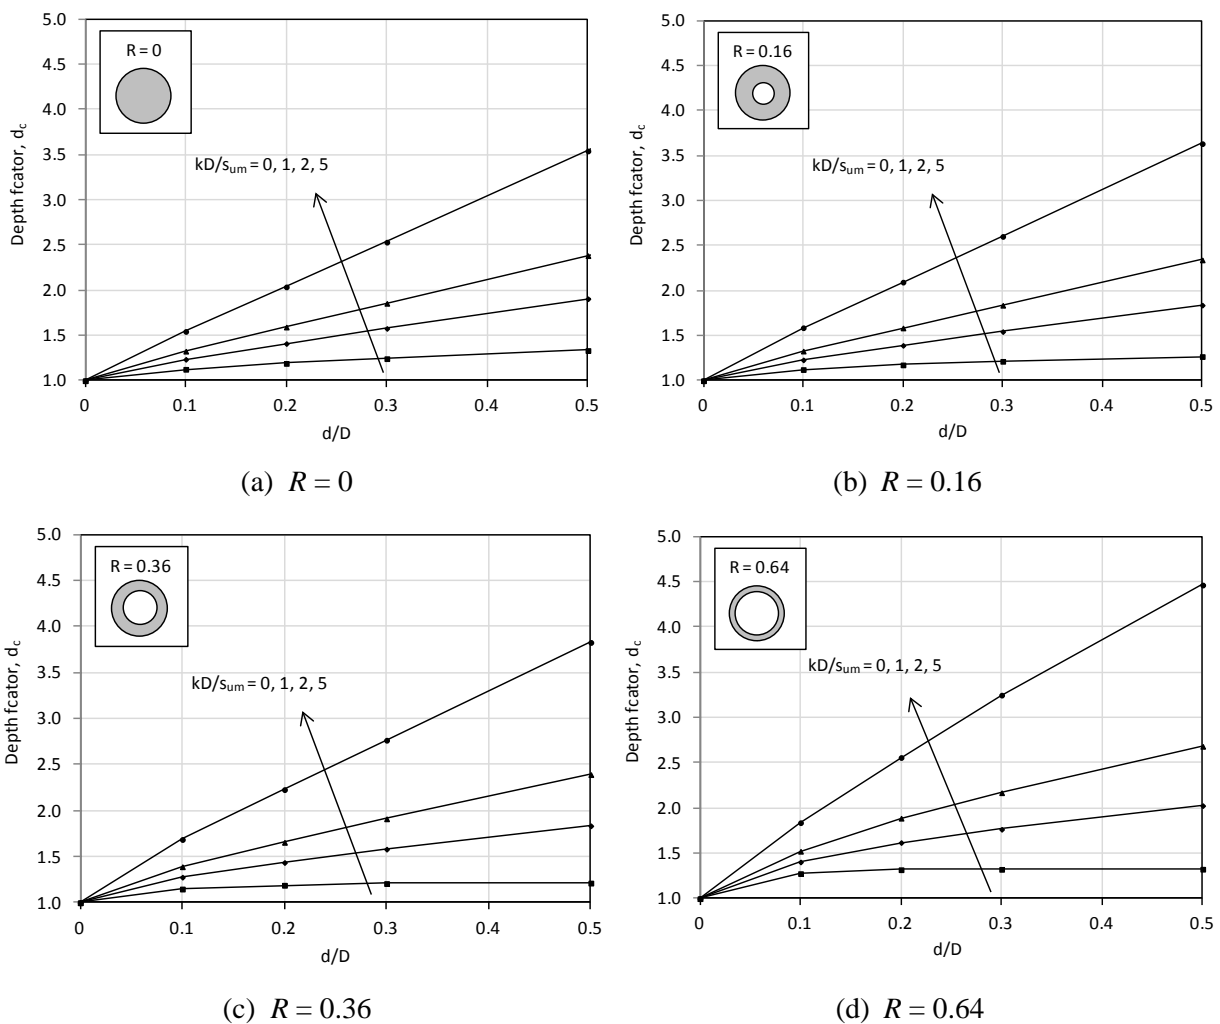 5.0
4.5
4.0
3.5
3.0
2.5
2.0
1.5
1.0
Depth fcator, d_c
R = 0
kD/s_um = 0, 1, 2, 5
0 0.1 0.2 0.3 0.4 0.5
d/D
(a) R = 0
5.0
4.5
4.0
3.5
3.0
2.5
2.0
1.5
1.0
Depth fcator, d_c
R = 0.16
kD/s_um = 0, 1, 2, 5
0 0.1 0.2 0.3 0.4 0.5
d/D
(b) R = 0.16
5.0
4.5
4.0
3.5
3.0
2.5
2.0
1.5
1.0
Depth fcator, d_c
R = 0.36
kD/s_um = 0, 1, 2, 5
0 0.1 0.2 0.3 0.4 0.5
d/D
(c) R = 0.36
5.0
4.5
4.0
3.5
3.0
2.5
2.0
1.5
1.0
Depth fcator, d_c
R = 0.64
kD/s_um = 0, 1, 2, 5
0 0.1 0.2 0.3 0.4 0.5
d/D
(d) R = 0.64